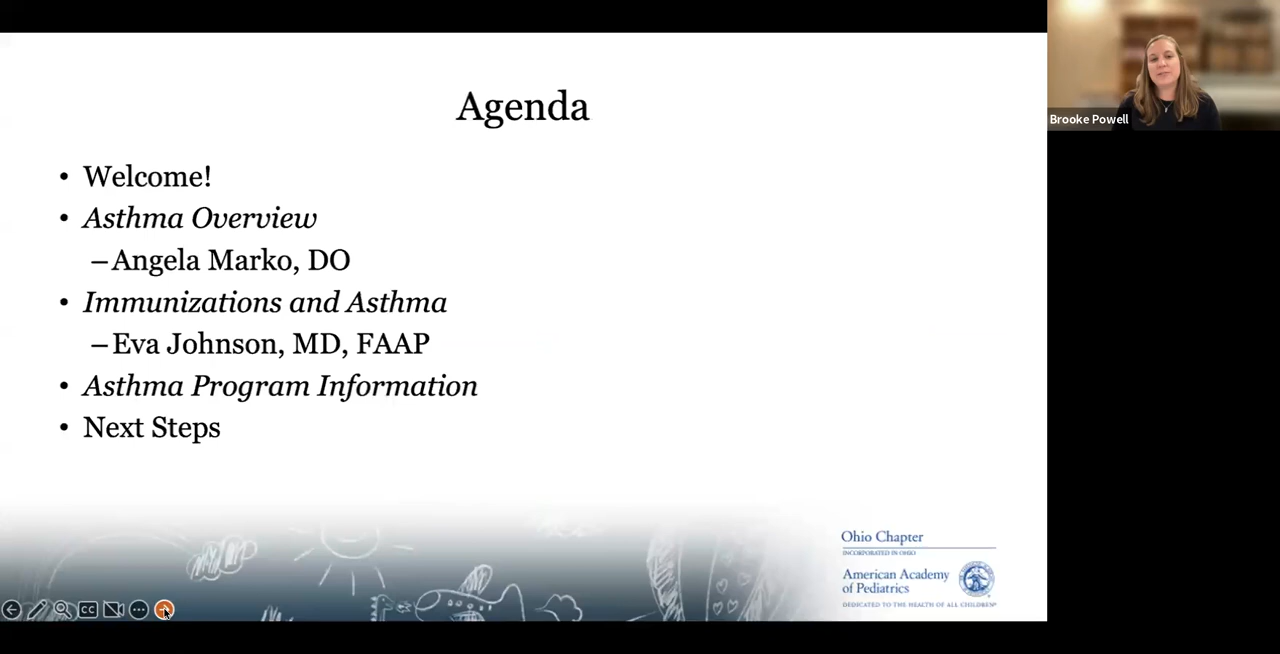 Agenda
• Welcome!
• Asthma Overview
– Angela Marko, DO
• Immunizations and Asthma
– Eva Johnson, MD, FAAP
• Asthma Program Information
• Next Steps
Brooke Powell
Ohio Chapter
INCORPORATED IN OHIO
American Academy
of Pediatrics
DEDICATED TO THE HEALTH OF ALL CHILDREN®
CC